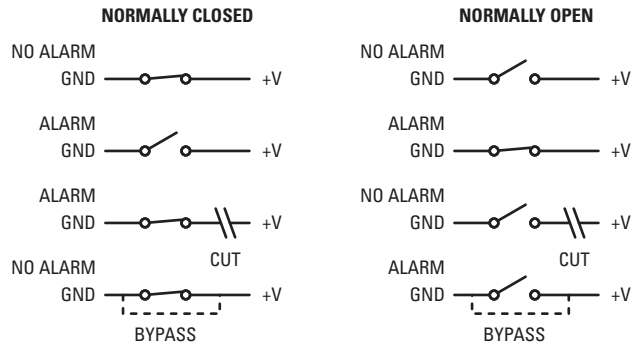 NORMALLY CLOSED
NO ALARM
GND +V
ALARM
GND +V
ALARM
GND +V
CUT
NO ALARM
GND +V
BYPASS
NORMALLY OPEN
NO ALARM
GND +V
ALARM
GND +V
NO ALARM
GND +V
CUT
ALARM
GND +V
BYPASS